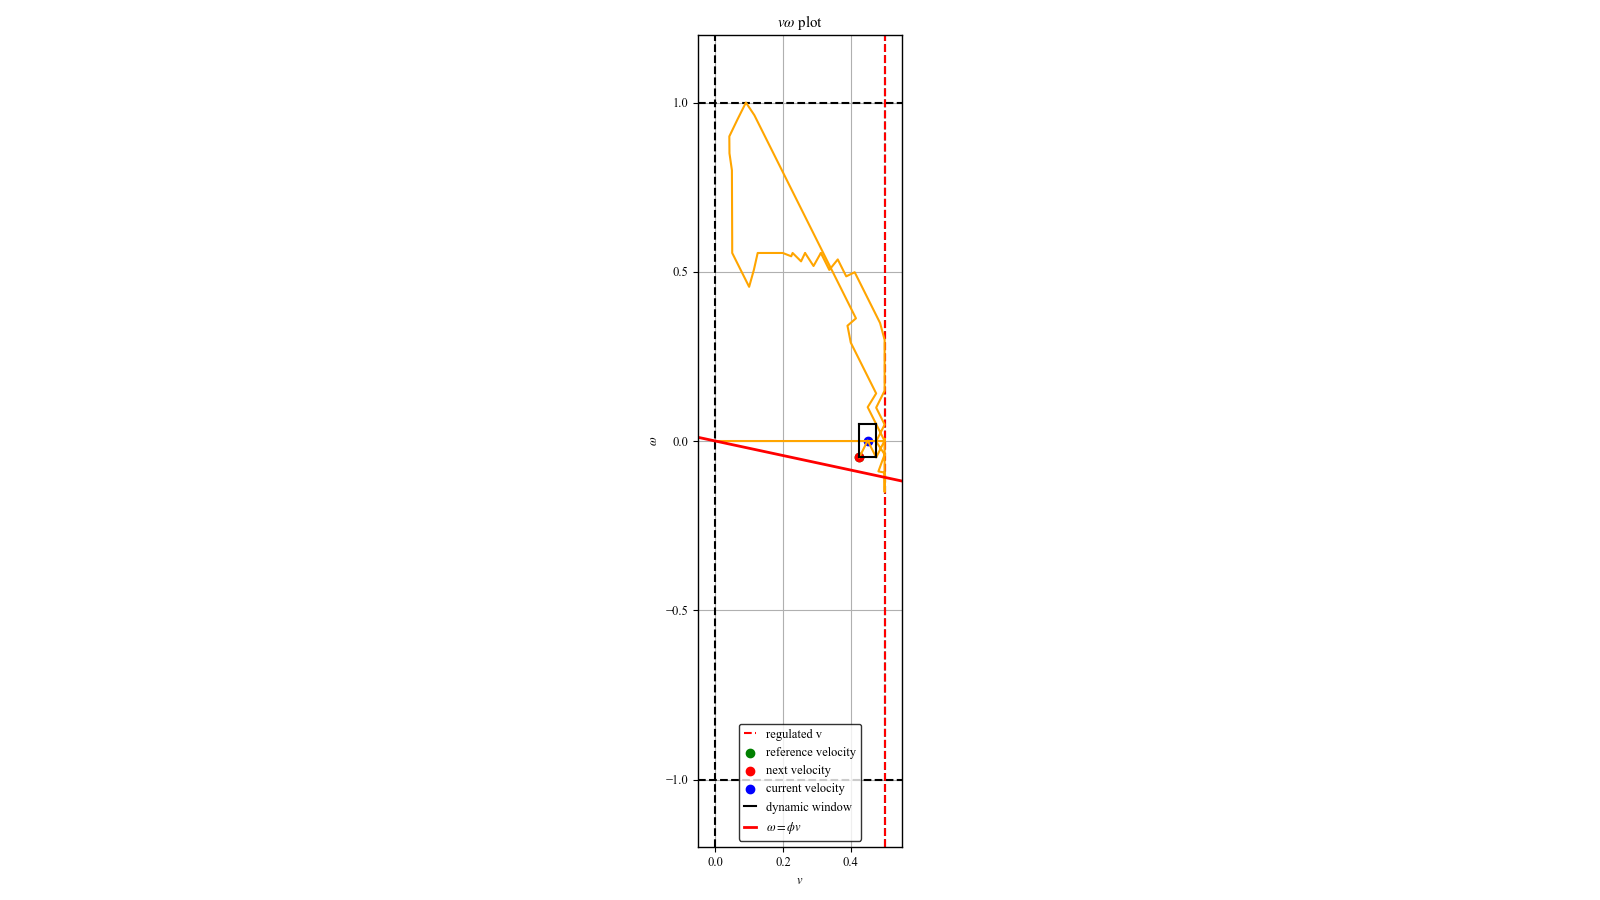 vω plot
1.0
0.5
0.0
−0.5
−1.0
ω
regulated v
reference velocity
next velocity
current velocity
dynamic window
ω = ϕv
0.0 0.2 0.4
v